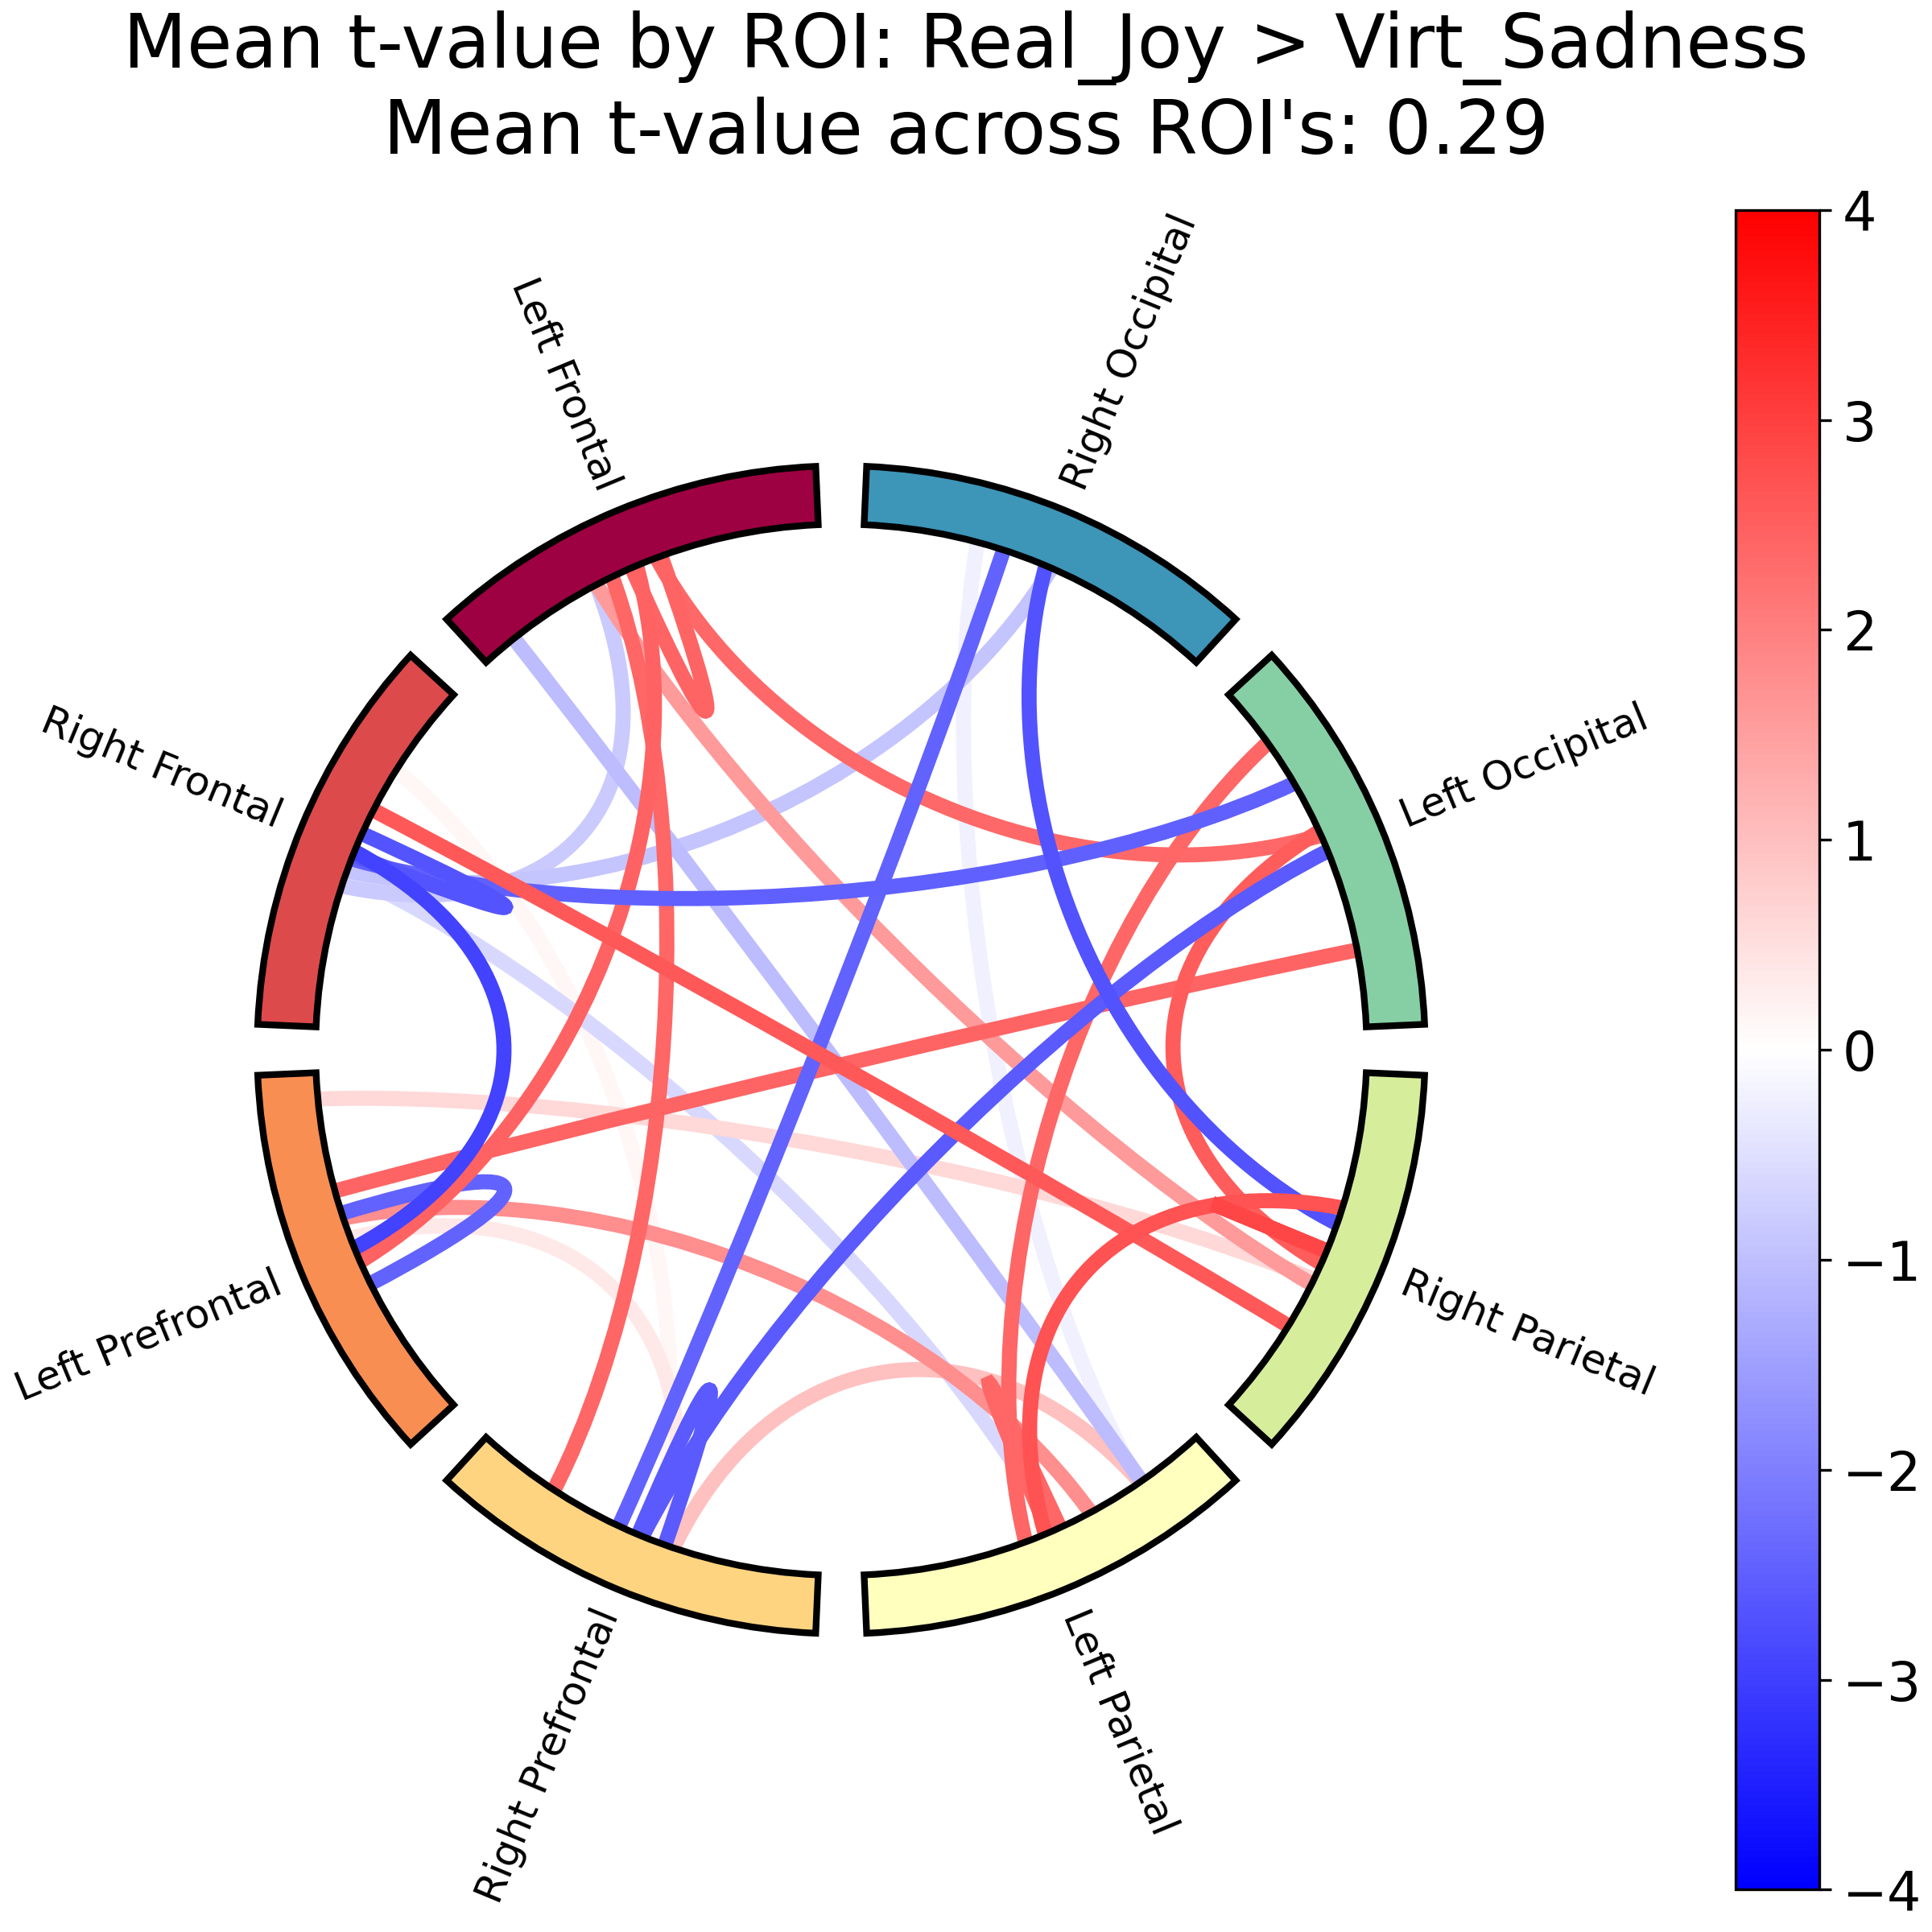 Mean t-value by ROI: Real_Joy > Virt_Sadness
Mean t-value across ROI's: 0.29
Right Occipital
Left Frontal
Left Occipital
Right Frontal
Right Parietal
Left Prefrontal
Left Parietal
Right Prefrontal
4
3
2
1
0
−1
−2
−3
−4